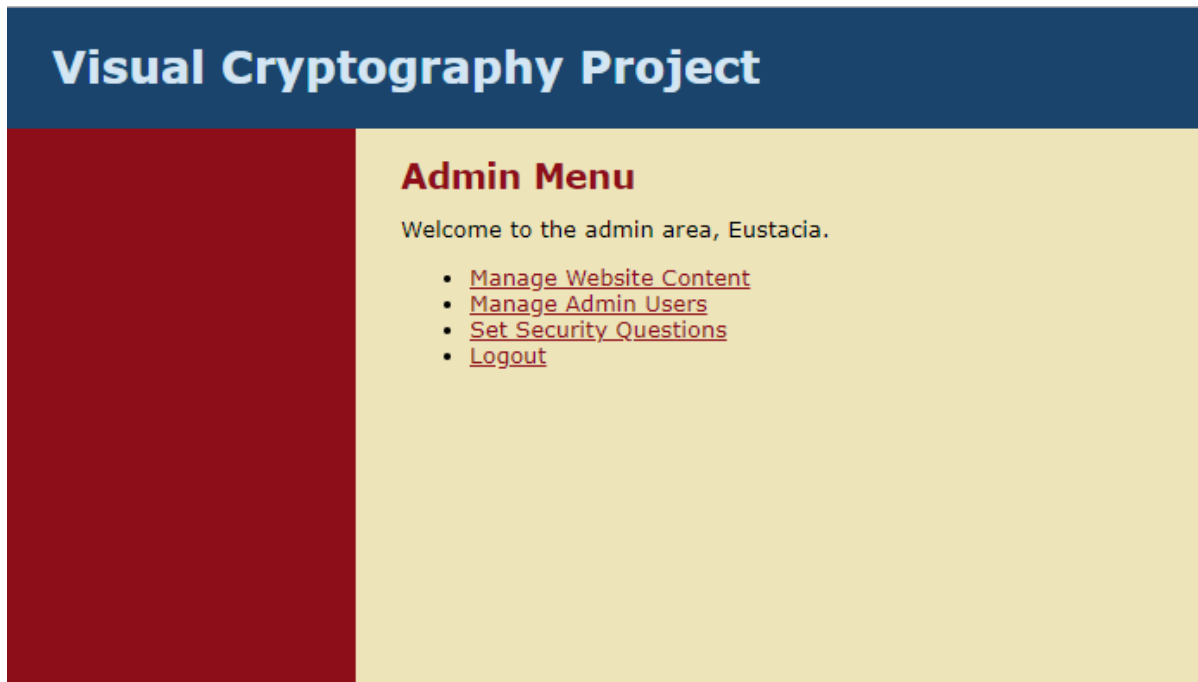 Visual Cryptography Project
Admin Menu
Welcome to the admin area, Eustacia.
Manage Website Content
Manage Admin Users
Set Security Questions
Logout